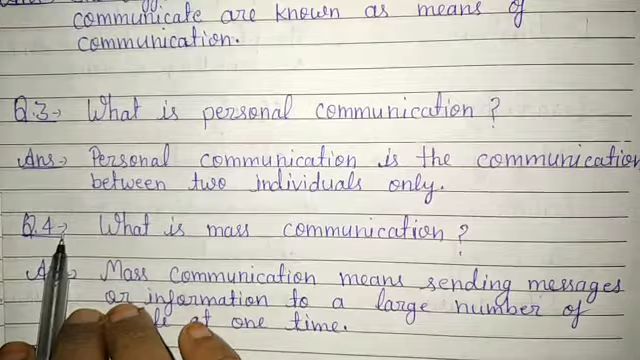 communicate are known as means of
communication.
Q.3→ What is personal communication?
Ans→ Personal communication is the communication
between two individuals only.
Q.4→ What is mass communication?
Mass communication means sending messages
or information to a large number of
at one time.